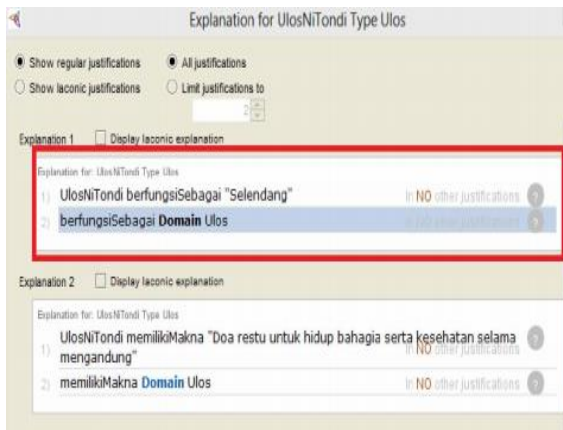 Explanation for UlosNiTondi Type Ulos
Show regular justifications All justifications
Show laconic justifications Limit justifications to
2
Explanation 1 Display laconic explanation
Explanation for: UlosNiTondi Type Ulos
1) UlosNiTondi berfungsiSebagai "Selendang" In NO other justifications ?
2) berfungsiSebagai Domain Ulos ?
Explanation 2 Display laconic explanation
Explanation for: UlosNiTondi Type Ulos
1) UlosNiTondi memilikiMakna "Doa restu untuk hidup bahagia serta kesehatan selama
mengandung" In NO other justifications ?
2) memilikiMakna Domain Ulos In NO other justifications ?